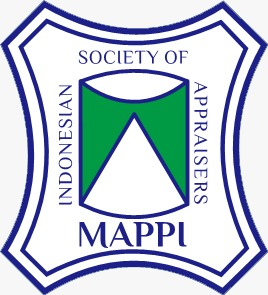 SOCIETY OF
INDONESIAN
APPRAISERS
MAPPI